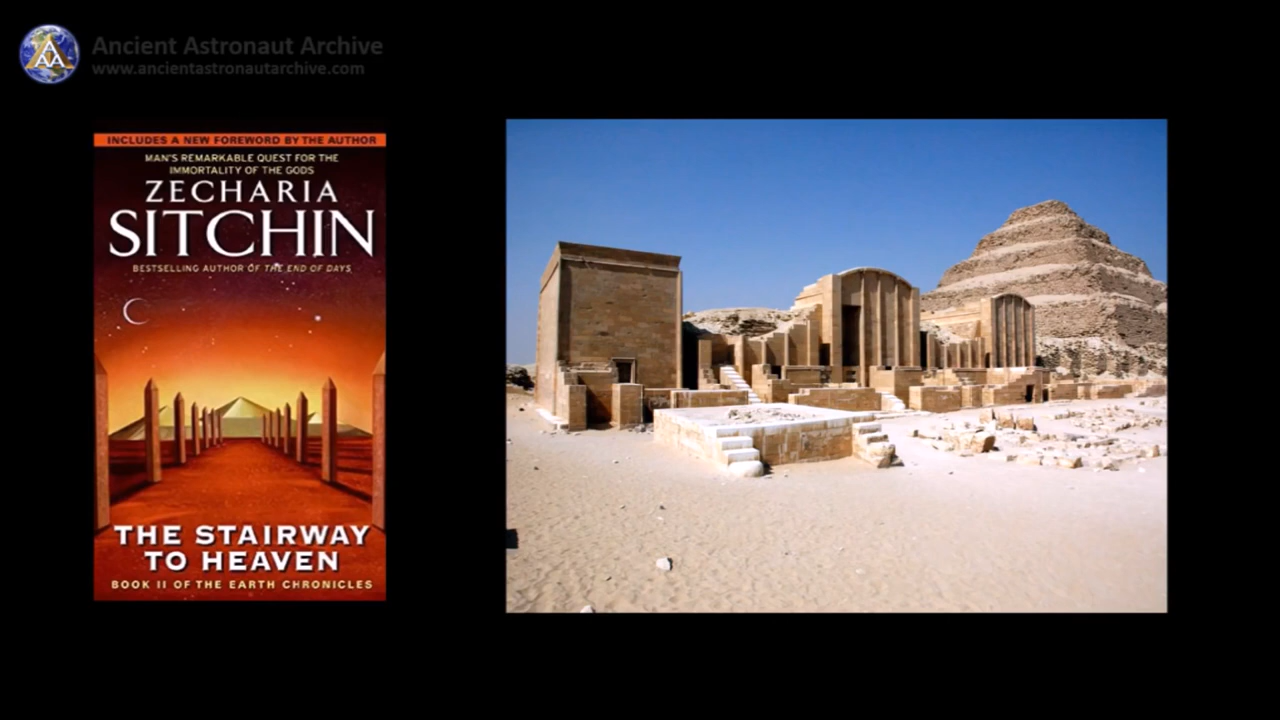 Ancient Astronaut Archive
www.ancientastronautarchive.com
AAA
INCLUDES A NEW FOREWORD BY THE AUTHOR
MAN'S REMARKABLE QUEST FOR THE
IMMORTALITY OF THE GODS
ZECHARIA
SITCHIN
BESTSELLING AUTHOR OF THE END OF DAYS
THE STAIRWAY
TO HEAVEN
BOOK II OF THE EARTH CHRONICLES